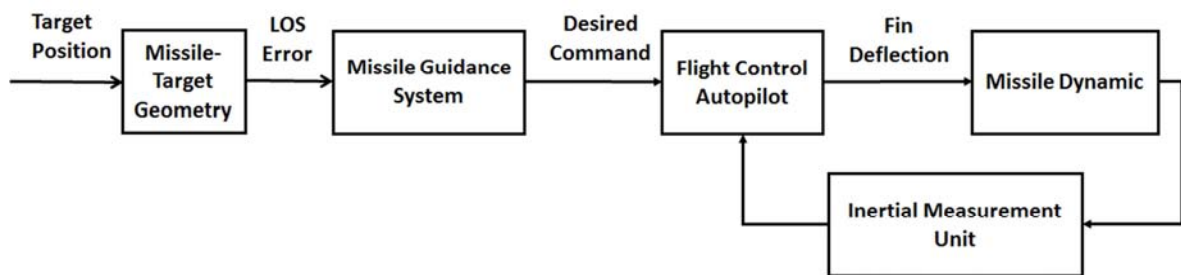 Target
Position
Missile-
Target
Geometry
LOS
Error
Missile Guidance
System
Desired
Command
Flight Control
Autopilot
Fin
Deflection
Missile Dynamic
Inertial Measurement
Unit